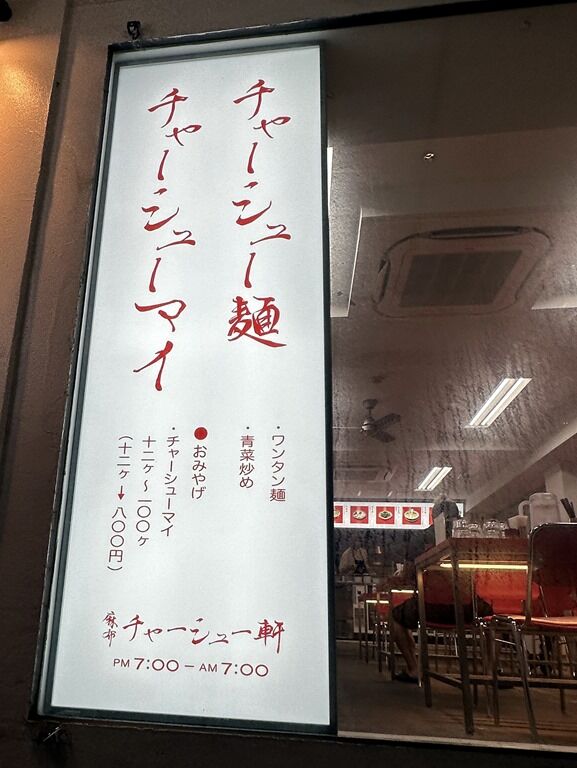 チャーシュー麺
チャーシューマイ
・ワンタン麺
・青菜炒め
●おみやげ
・チャーシューマイ
十二ヶ〜一〇〇ヶ
（十二ヶ→八〇〇円）
麻布 チャーシュー軒
PM 7:00 — AM 7:00